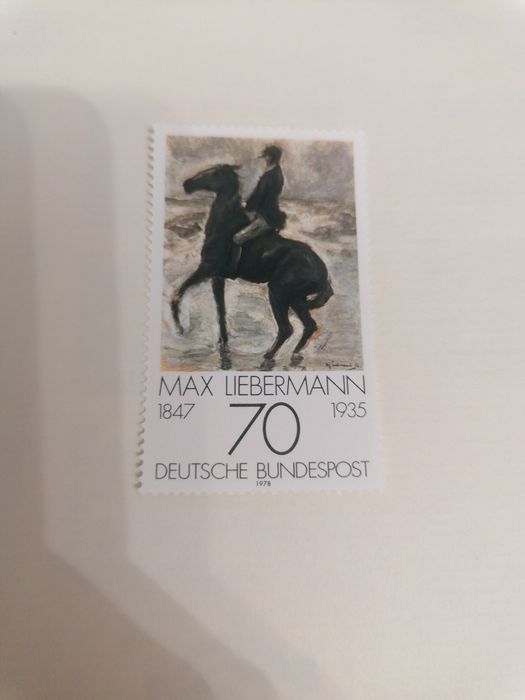 MAX LIEBERMANN
1847 1935
70
DEUTSCHE BUNDESPOST
1978